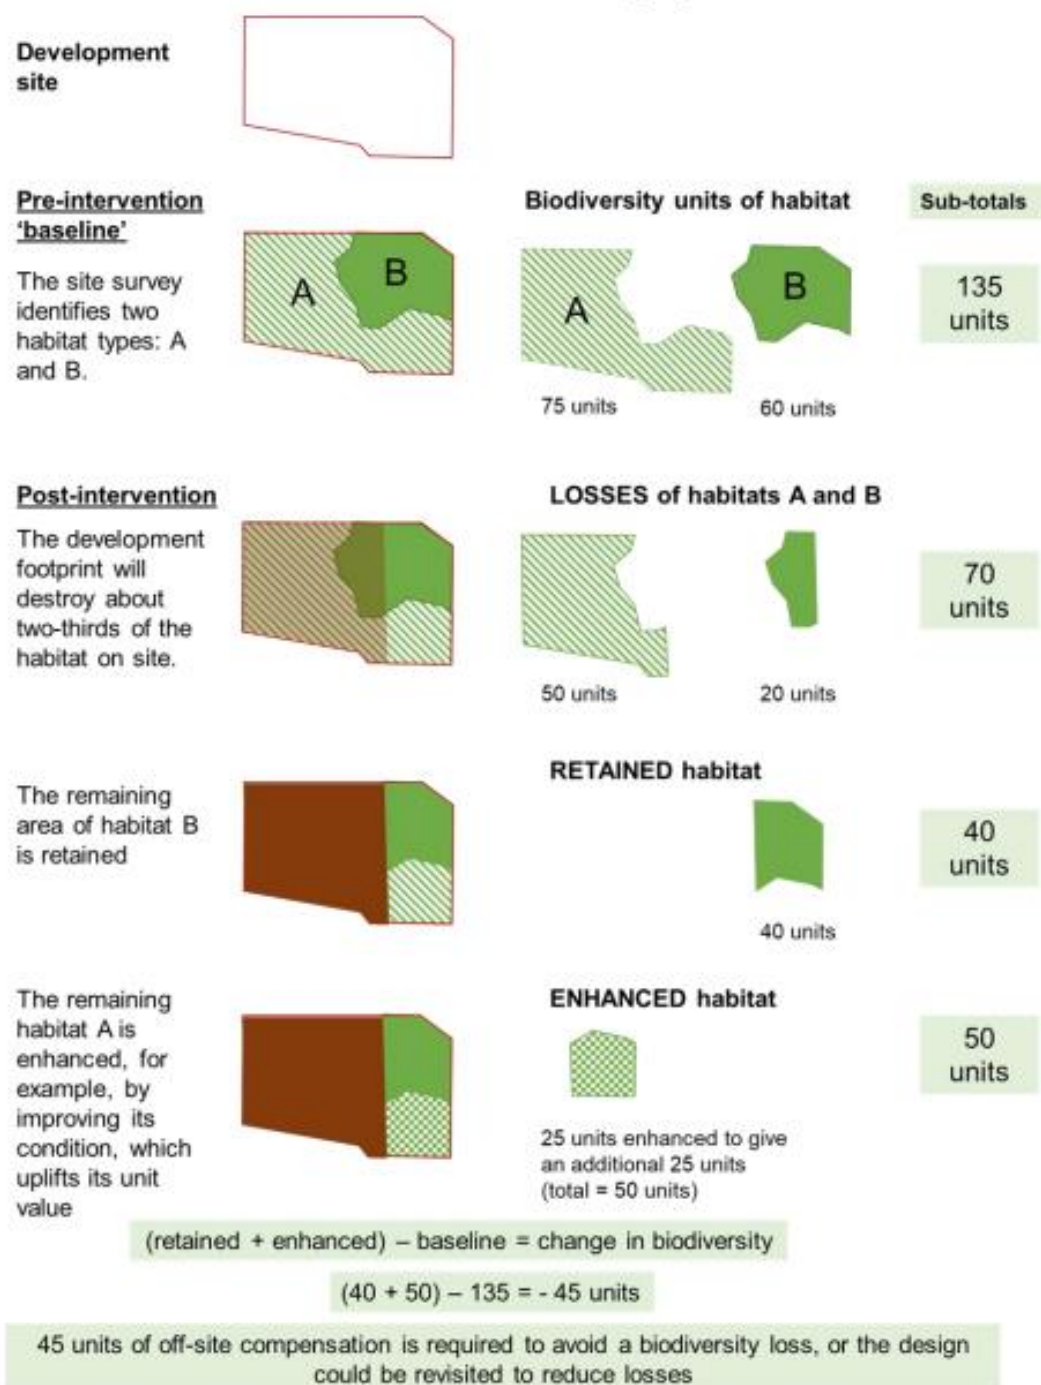 Development
site
Pre-intervention
‘baseline’
The site survey
identifies two
habitat types: A
and B.
A
B
Biodiversity units of habitat
A
75 units
B
60 units
Sub-totals
135
units
Post-intervention
The development
footprint will
destroy about
two-thirds of the
habitat on site.
LOSSES of habitats A and B
50 units
20 units
70
units
The remaining
area of habitat B
is retained
RETAINED habitat
40 units
40
units
The remaining
habitat A is
enhanced, for
example, by
improving its
condition, which
uplifts its unit
value
ENHANCED habitat
25 units enhanced to give
an additional 25 units
(total = 50 units)
50
units
(retained + enhanced) – baseline = change in biodiversity
(40 + 50) – 135 = - 45 units
45 units of off-site compensation is required to avoid a biodiversity loss, or the design
could be revisited to reduce losses